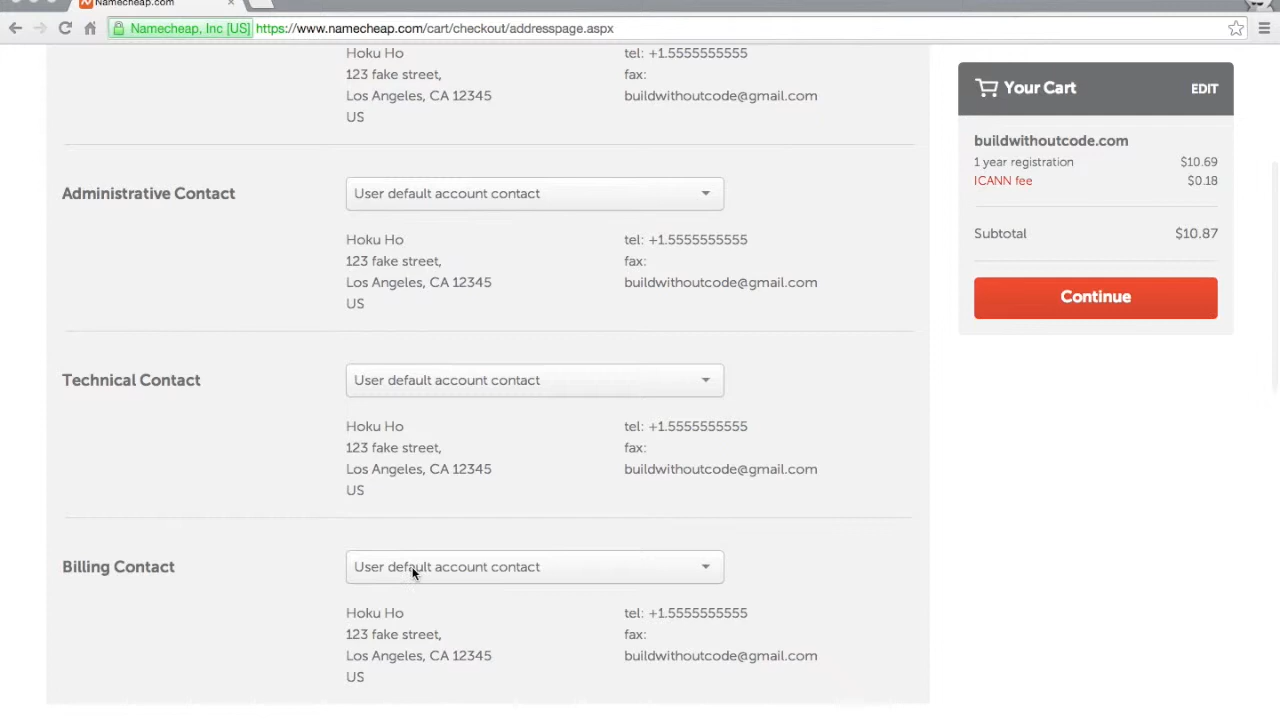 Namecheap.com
Namecheap, Inc [US] https://www.namecheap.com/cart/checkout/addresspage.aspx
Hoku Ho
123 fake street,
Los Angeles, CA 12345
US
tel: +1.5555555555
fax:
buildwithoutcode@gmail.com
Administrative Contact
User default account contact
Hoku Ho
123 fake street,
Los Angeles, CA 12345
US
tel: +1.5555555555
fax:
buildwithoutcode@gmail.com
Technical Contact
User default account contact
Hoku Ho
123 fake street,
Los Angeles, CA 12345
US
tel: +1.5555555555
fax:
buildwithoutcode@gmail.com
Billing Contact
User default account contact
Hoku Ho
123 fake street,
Los Angeles, CA 12345
US
tel: +1.5555555555
fax:
buildwithoutcode@gmail.com
Your Cart
EDIT
buildwithoutcode.com
1 year registration $10.69
ICANN fee $0.18
Subtotal $10.87
Continue